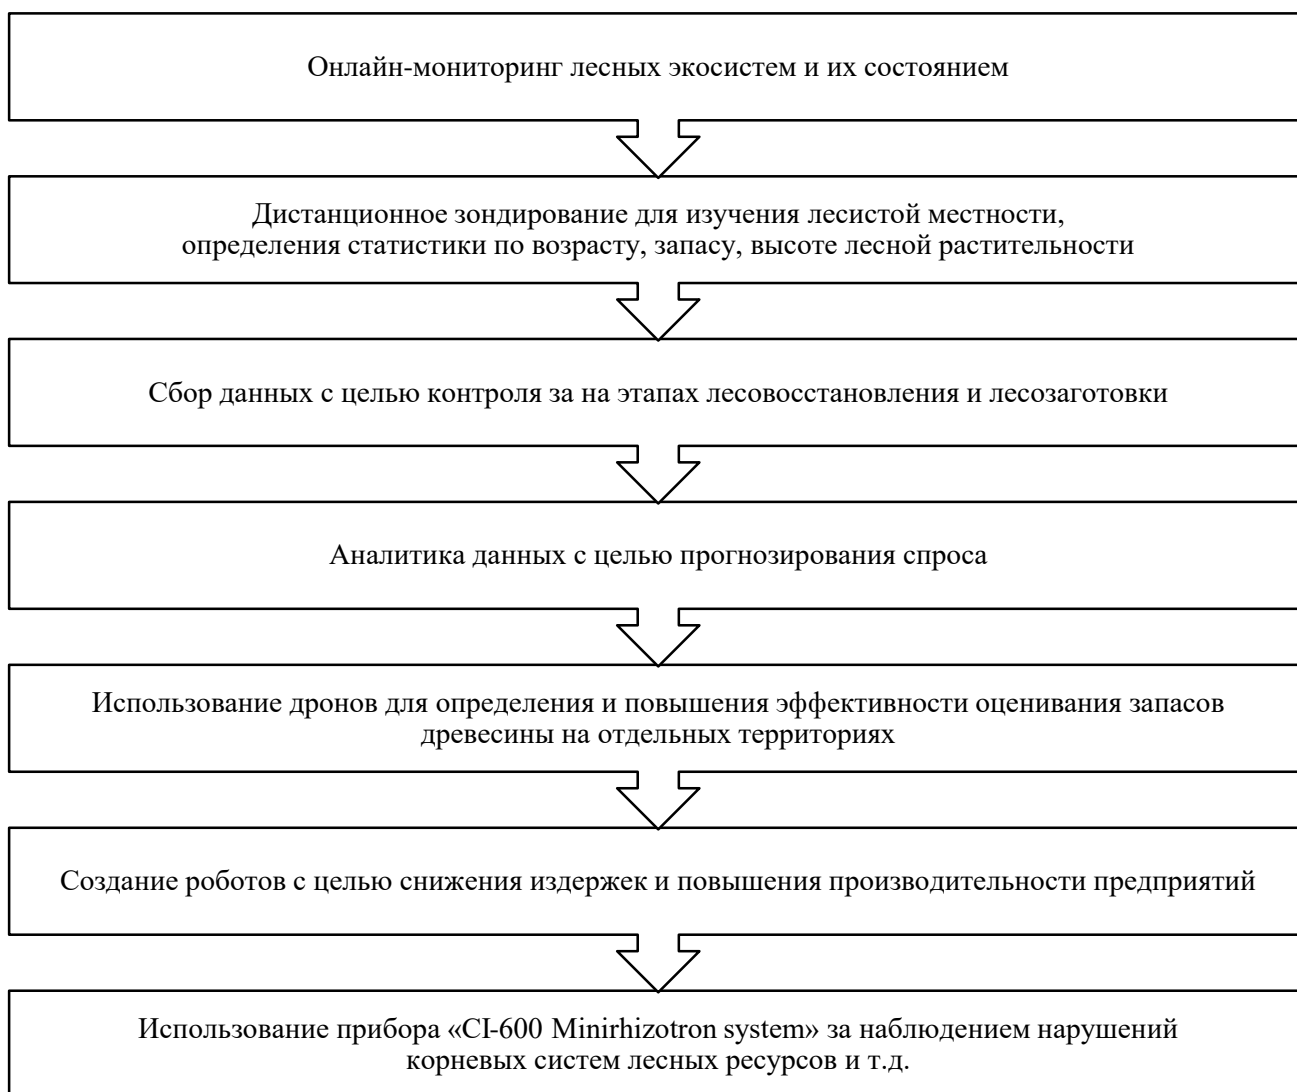 Онлайн-мониторинг лесных экосистем и их состоянием
Дистанционное зондирование для изучения лесистой местности,
определения статистики по возрасту, запасу, высоте лесной растительности
Сбор данных с целью контроля за на этапах лесовосстановления и лесозаготовки
Аналитика данных с целью прогнозирования спроса
Использование дронов для определения и повышения эффективности оценивания запасов
древесины на отдельных территориях
Создание роботов с целью снижения издержек и повышения производительности предприятий
Использование прибора «CI-600 Minirhizotron system» за наблюдением нарушений
корневых систем лесных ресурсов и т.д.